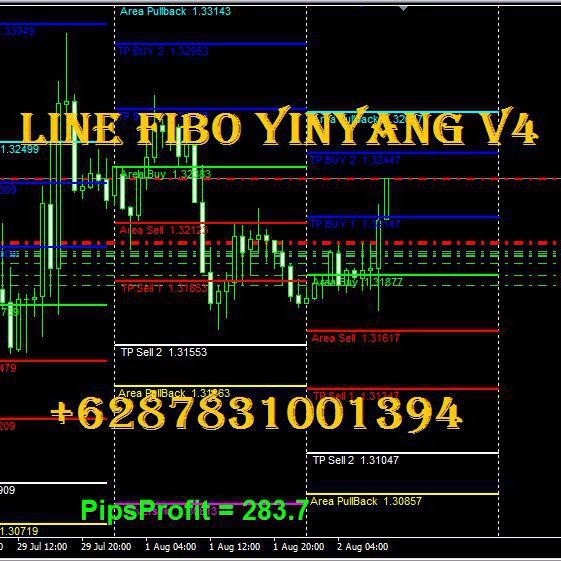 Area Pullback 1.33143
.33049
TP BUY 2 1.32953
LINE FIBO YINYANG V4
1.32499
TP BUY 2 1.32447
Area Buy 1.32383
Area Sell 1.32123
TP BUY 1 1.32147
TP Sell 1 1.31853
Area Buy 1.31877
Area Sell 1.31617
TP Sell 2 1.31553
479
Area PullBack
TP Sell 1 1.31347
+6287831001394
209
TP Sell 2 1.31047
909
Area PullBack 1.30857
PipsProfit = 283.7
1.30719
29 Jul 12:00 29 Jul 20:00 1 Aug 04:00 1 Aug 12:00 1 Aug 20:00 2 Aug 04:00